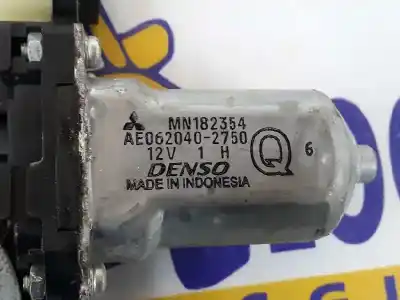 MN182354
AE062040-2750
12V 1 H
Q
6
DENSO
MADE IN INDONESIA